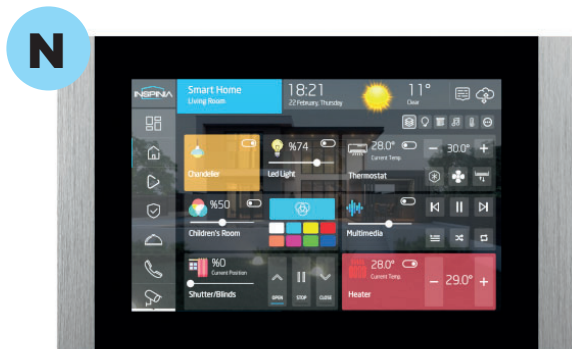 N
INSPINIA
Smart Home
Living Room
18:21
22 February, Thursday
11°
Clear
Chandelier
%74
Led Light
28.0°
Current Temp.
30.0°
Thermostat
%50
Children's Room
Multimedia
%0
Current Position
Shutter/Blinds
OPEN
STOP
CLOSE
28.0°
Current Temp.
Heater
29.0°